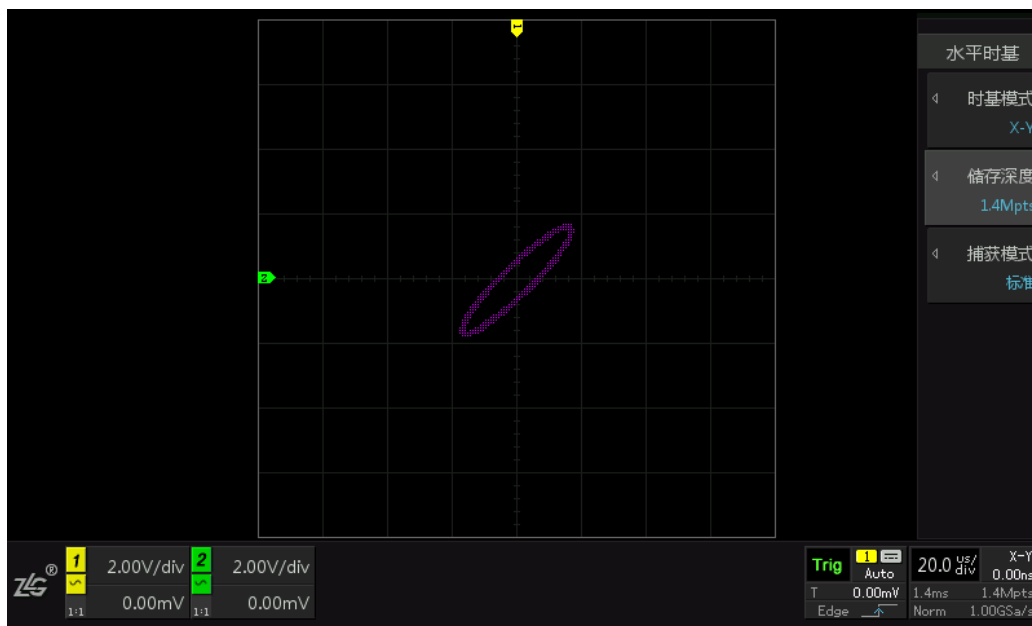 1
水平时基
时基模式
X-Y
储存深度
1.4Mpts
2
捕获模式
标准
ZLG®
1 2.00V/div 2 2.00V/div
1:1 0.00mV 1:1 0.00mV
Trig 1 Auto 20.0 us/div X-Y
0.00ns
T 0.00mV 1.4ms 1.4Mpts
Edge Norm 1.00GSa/s